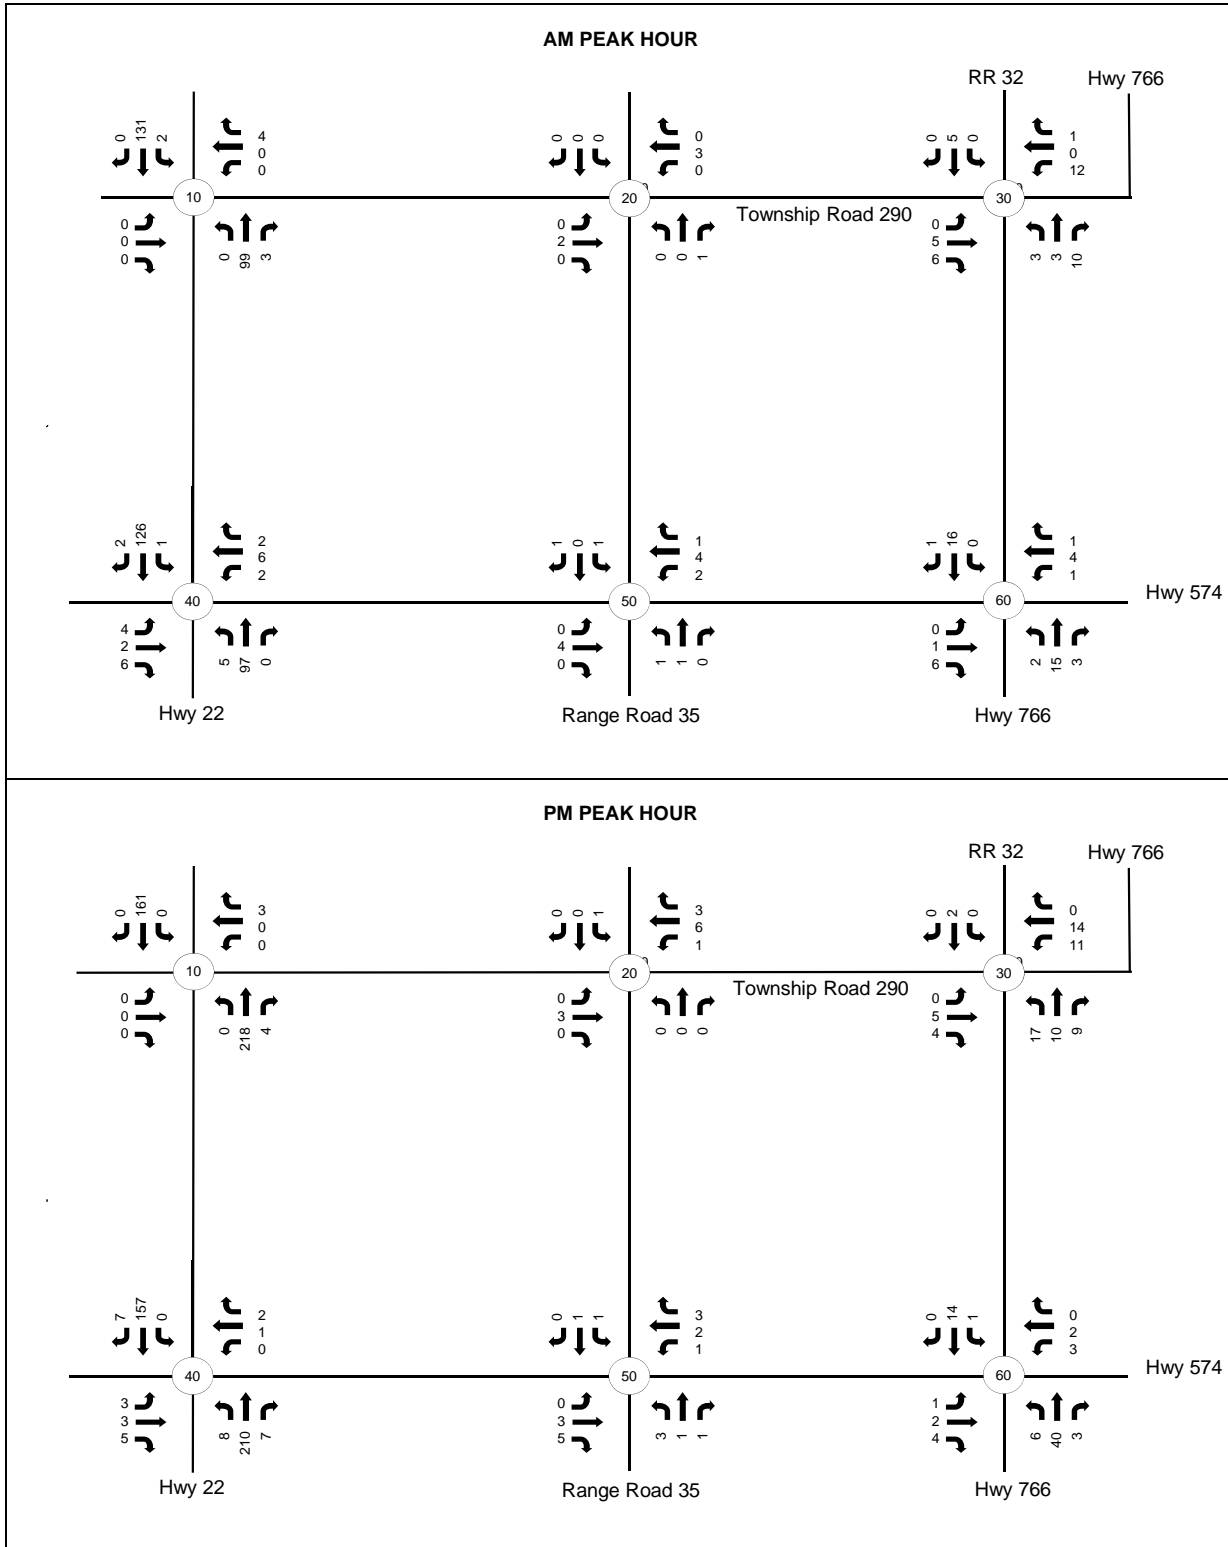 AM PEAK HOUR
RR 32 Hwy 766
0 131 2
4
0
0
0 0 0
0
3
0
0 5 0
1
0
12
10
20
30
Township Road 290
0
0
0
0 99 3
0
2
0
0 0 1
0
5
6
3 3 10
2 126 1
2
6
2
1 0 1
1
4
2
1 16 0
1
4
1
40
50
60
Hwy 574
4
2
6
5 97 0
0
4
0
1 1 0
0
1
6
2 15 3
Hwy 22
Range Road 35
Hwy 766
PM PEAK HOUR
RR 32 Hwy 766
0 161 0
3
0
0
0 0 1
3
6
1
0 2 0
0
14
11
10
20
30
Township Road 290
0
0
0
0 218 4
0
3
0
0 0 0
0
5
4
17 10 9
7 157 0
2
1
0
0 1 1
3
2
1
0 14 1
0
2
3
40
50
60
Hwy 574
3
3
5
8 210 7
0
3
5
3 1 1
1
2
4
6 40 3
Hwy 22
Range Road 35
Hwy 766